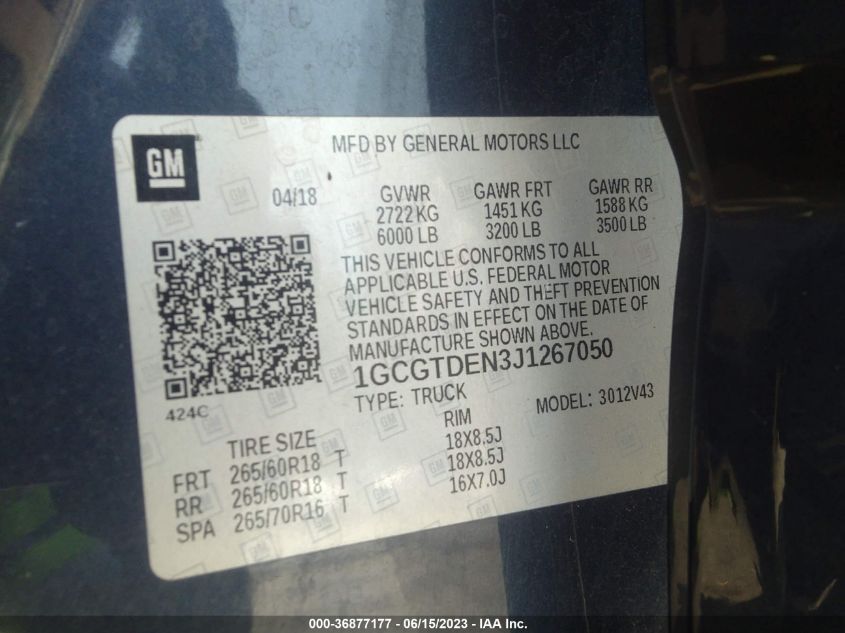 GM
MFD BY GENERAL MOTORS LLC
04/18
GVWR GAWR FRT GAWR RR
2722 KG 1451 KG 1588 KG
6000 LB 3200 LB 3500 LB
THIS VEHICLE CONFORMS TO ALL
APPLICABLE U.S. FEDERAL MOTOR
VEHICLE SAFETY AND THEFT PREVENTION
STANDARDS IN EFFECT ON THE DATE OF
MANUFACTURE SHOWN ABOVE.
1GCGTDEN3J1267050
424C
TYPE: TRUCK MODEL: 3012V43
TIRE SIZE RIM
FRT 265/60R18 T 18X8.5J
RR 265/60R18 T 18X8.5J
SPA 265/70R16 T 16X7.0J
000-36877177 - 06/15/2023 - IAA Inc.